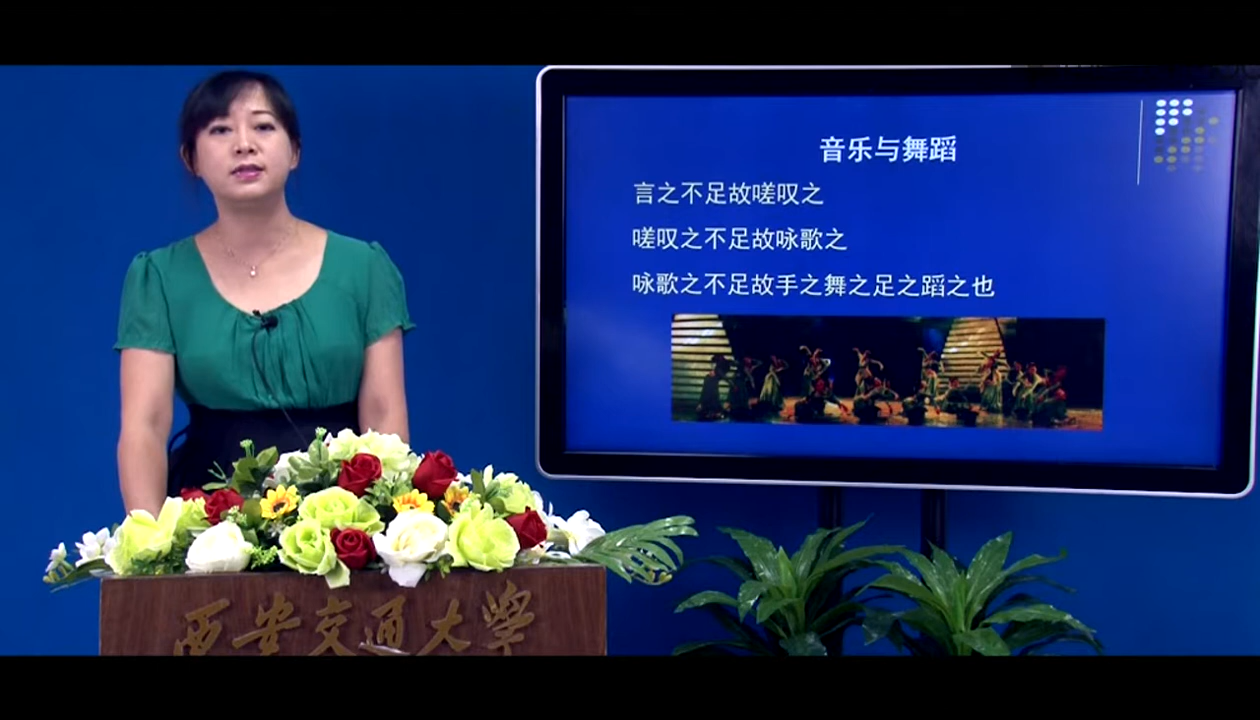 音乐与舞蹈
言之不足故嗟叹之
嗟叹之不足故咏歌之
咏歌之不足故手之舞之足之蹈之也
西安交通大學